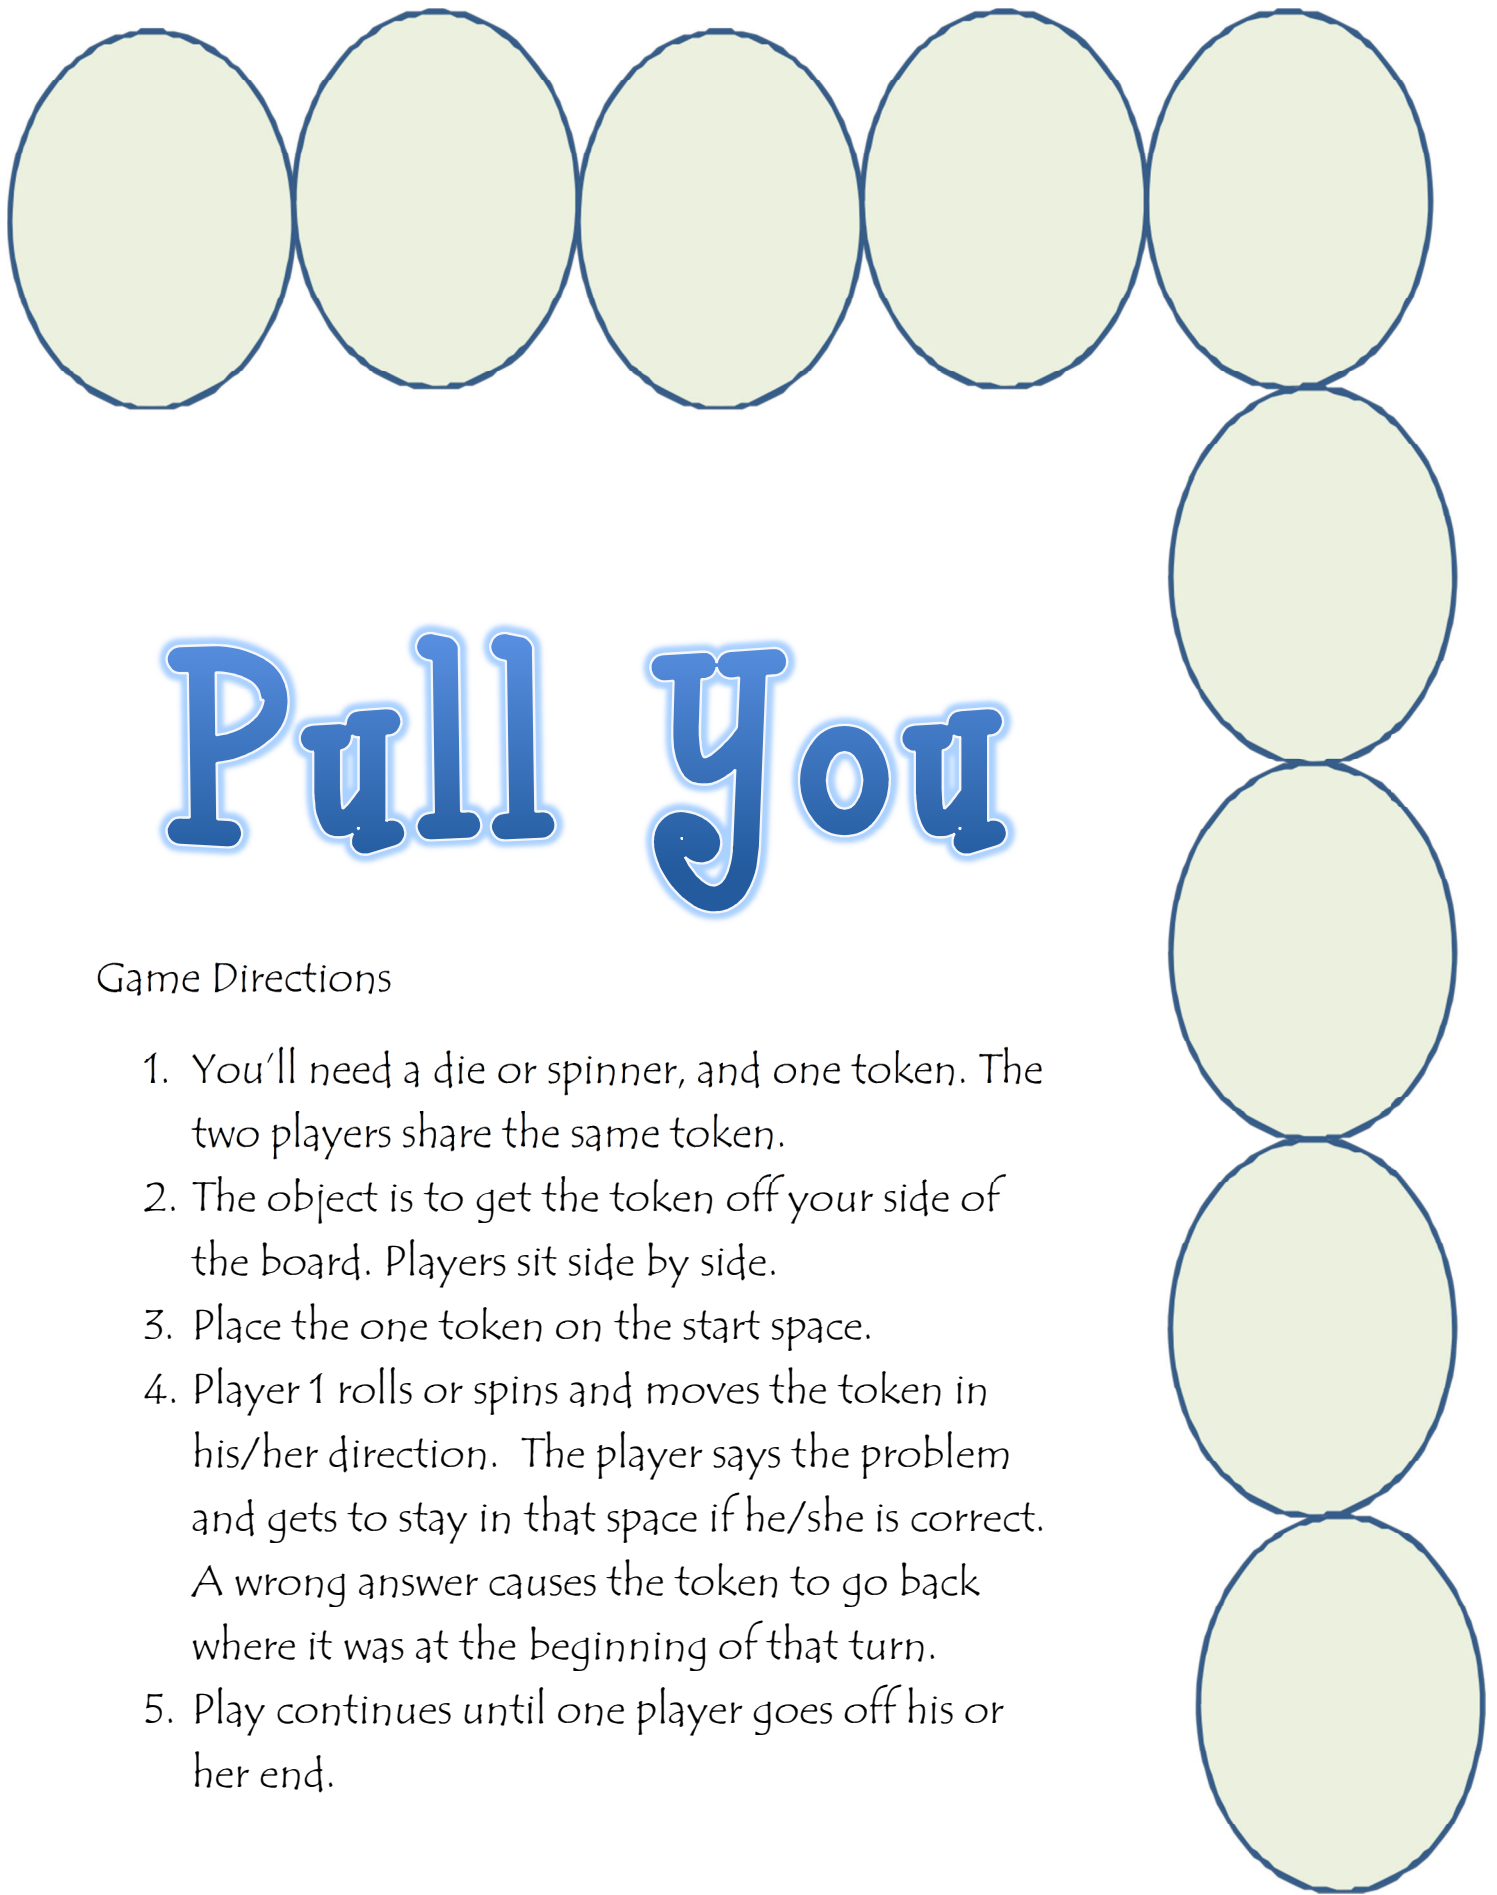 Pull You
Game Directions
1. You'll need a die or spinner, and one token. The
two players share the same token.
2. The object is to get the token off your side of
the board. Players sit side by side.
3. Place the one token on the start space.
4. Player 1 rolls or spins and moves the token in
his/her direction.  The player says the problem
and gets to stay in that space if he/she is correct.
A wrong answer causes the token to go back
where it was at the beginning of that turn.
5. Play continues until one player goes off his or
her end.